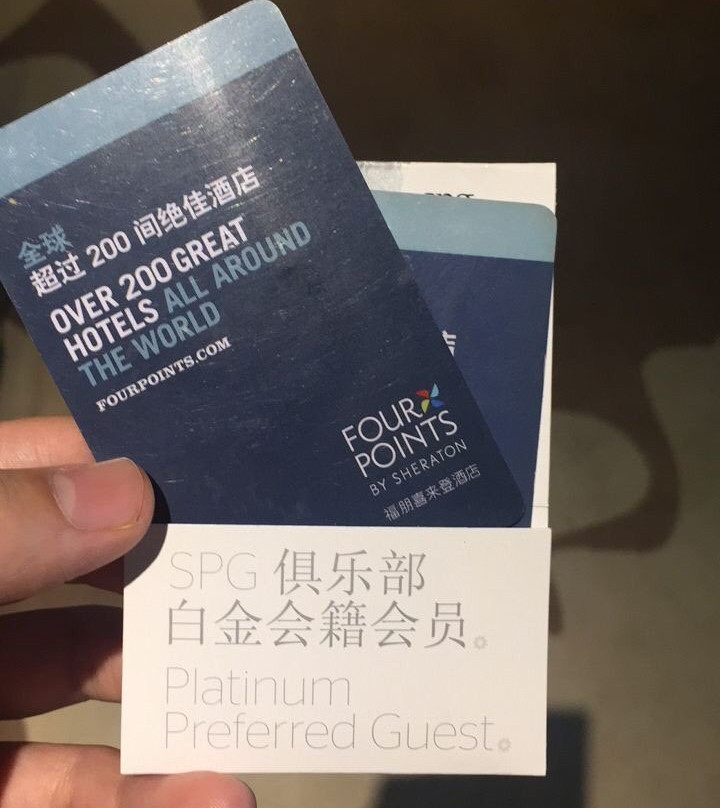 全球
超过 200 间绝佳酒店
OVER 200 GREAT
HOTELS ALL AROUND
THE WORLD
FOURPOINTS.COM
FOUR
POINTS
BY SHERATON
福朋喜来登酒店
SPG 俱乐部
白金会籍会员。
Platinum
Preferred Guest。